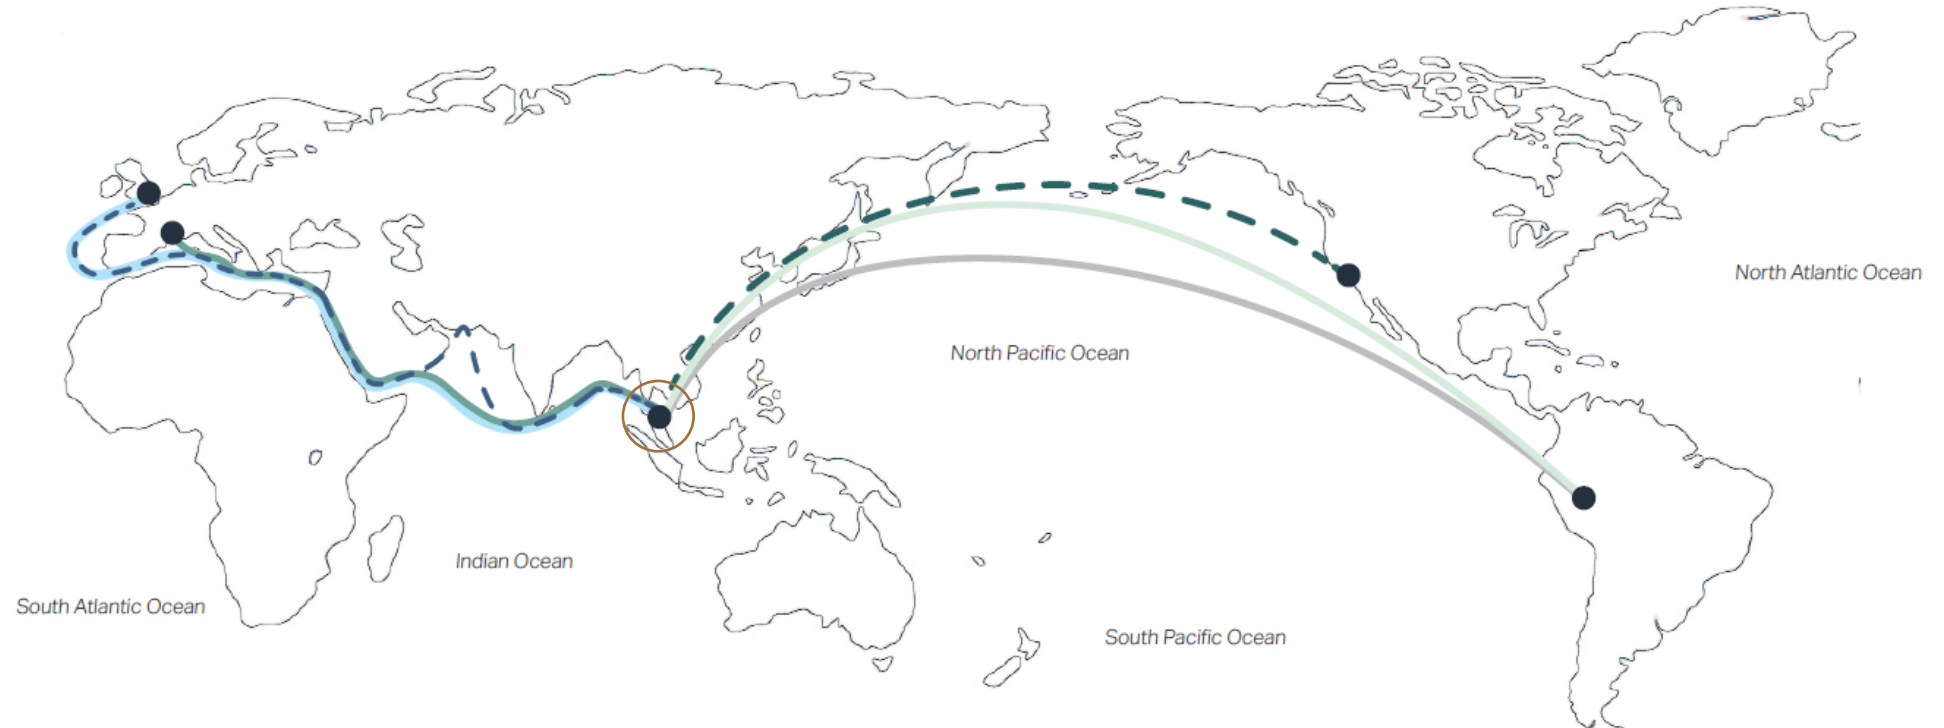 North Atlantic Ocean
North Pacific Ocean
Indian Ocean
South Atlantic Ocean
South Pacific Ocean